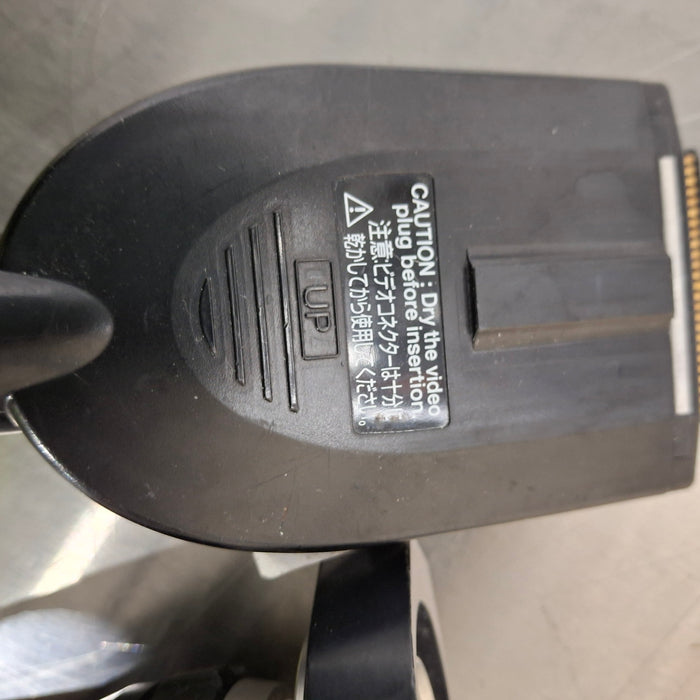 CAUTION : Dry the video
plug before insertion.
注意:ビデオコネクターは十分に
乾かしてから使用してください。
UP